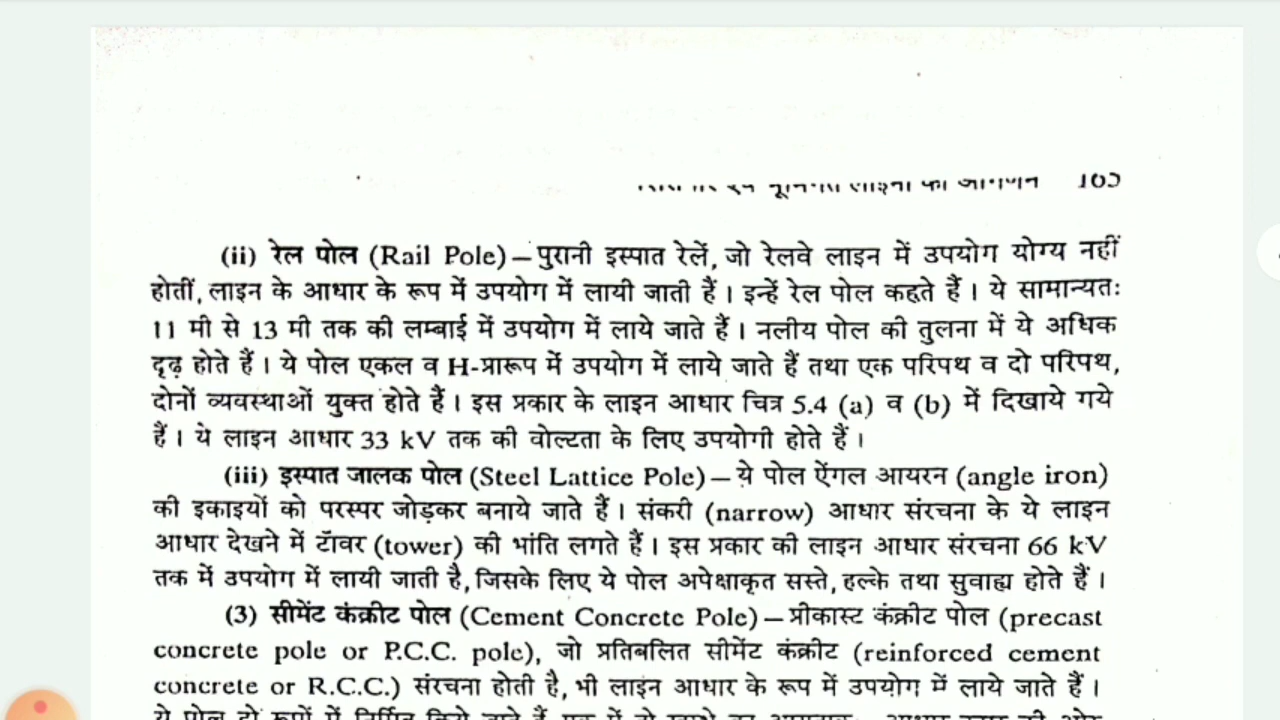 (ii) रेल पोल (Rail Pole) – पुरानी इस्पात रेलें, जो रेलवे लाइन में उपयोग योग्य नहीं
होतीं, लाइन के आधार के रूप में उपयोग में लायी जाती हैं । इन्हें रेल पोल कहते हैं । ये सामान्यतः
11 मी से 13 मी तक की लम्बाई में उपयोग में लाये जाते हैं । नलीय पोल की तुलना में ये अधिक
दृढ़ होते हैं । ये पोल एकल व H-प्रारूप में उपयोग में लाये जाते हैं तथा एक परिपथ व दो परिपथ,
दोनों व्यवस्थाओं युक्त होते हैं । इस प्रकार के लाइन आधार चित्र 5.4 (a) व (b) में दिखाये गये
हैं । ये लाइन आधार 33 kV तक की वोल्टता के लिए उपयोगी होते हैं ।
(iii) इस्पात जालक पोल (Steel Lattice Pole) – ये पोल ऐंगल आयरन (angle iron)
की इकाइयों को परस्पर जोड़कर बनाये जाते हैं । संकरी (narrow) आधार संरचना के ये लाइन
आधार देखने में टॅावर (tower) की भांति लगते हैं । इस प्रकार की लाइन आधार संरचना 66 kV
तक में उपयोग में लायी जाती है, जिसके लिए ये पोल अपेक्षाकृत सस्ते, हल्के तथा सुवाह्य होते हैं ।
(3) सीमेंट कंक्रीट पोल (Cement Concrete Pole) – प्रीकास्ट कंक्रीट पोल (precast
concrete pole or P.C.C. pole), जो प्रतिबलित सीमेंट कंक्रीट (reinforced cement
concrete or R.C.C.) संरचना होती है, भी लाइन आधार के रूप में उपयोग में लाये जाते हैं ।